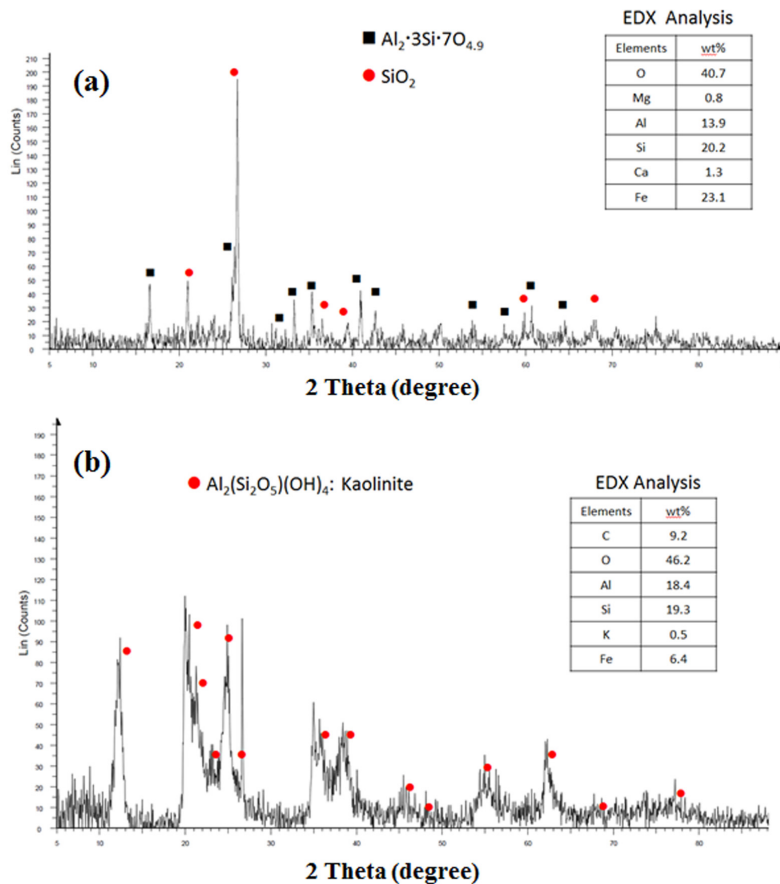 EDX Analysis
Al₂·3Si·7O₄.₉
SiO₂
(a)
Elements wt%
O 40.7
Mg 0.8
Al 13.9
Si 20.2
Ca 1.3
Fe 23.1
Lin (Counts)
210
200
190
180
170
160
150
140
130
120
110
100
90
80
70
60
50
40
30
20
10
0
5 10 20 30 40 50 60 70 80
2 Theta (degree)
(b)
Al₂(Si₂O₅)(OH)₄: Kaolinite
EDX Analysis
Elements wt%
C 9.2
O 46.2
Al 18.4
Si 19.3
K 0.5
Fe 6.4
Lin (Counts)
190
180
170
160
150
140
130
120
110
100
90
80
70
60
50
40
30
20
10
0
5 10 20 30 40 50 60 70 80
2 Theta (degree)